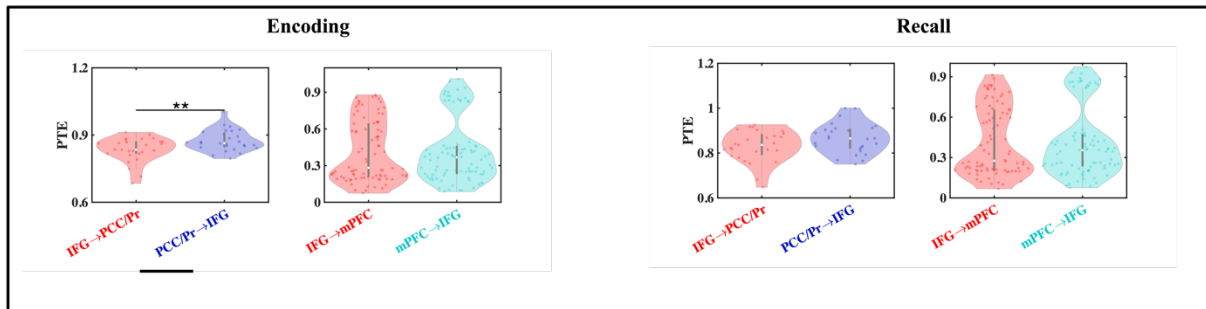 Encoding
1.2
0.9
0.6
PTE
**
IFG→PCC/Pr
PCC/Pr→IFG
0.9
0.6
0.3
0
IFG→mPFC
mPFC→IFG
Recall
1.2
1
0.8
0.6
PTE
IFG→PCC/Pr
PCC/Pr→IFG
0.9
0.6
0.3
0
IFG→mPFC
mPFC→IFG